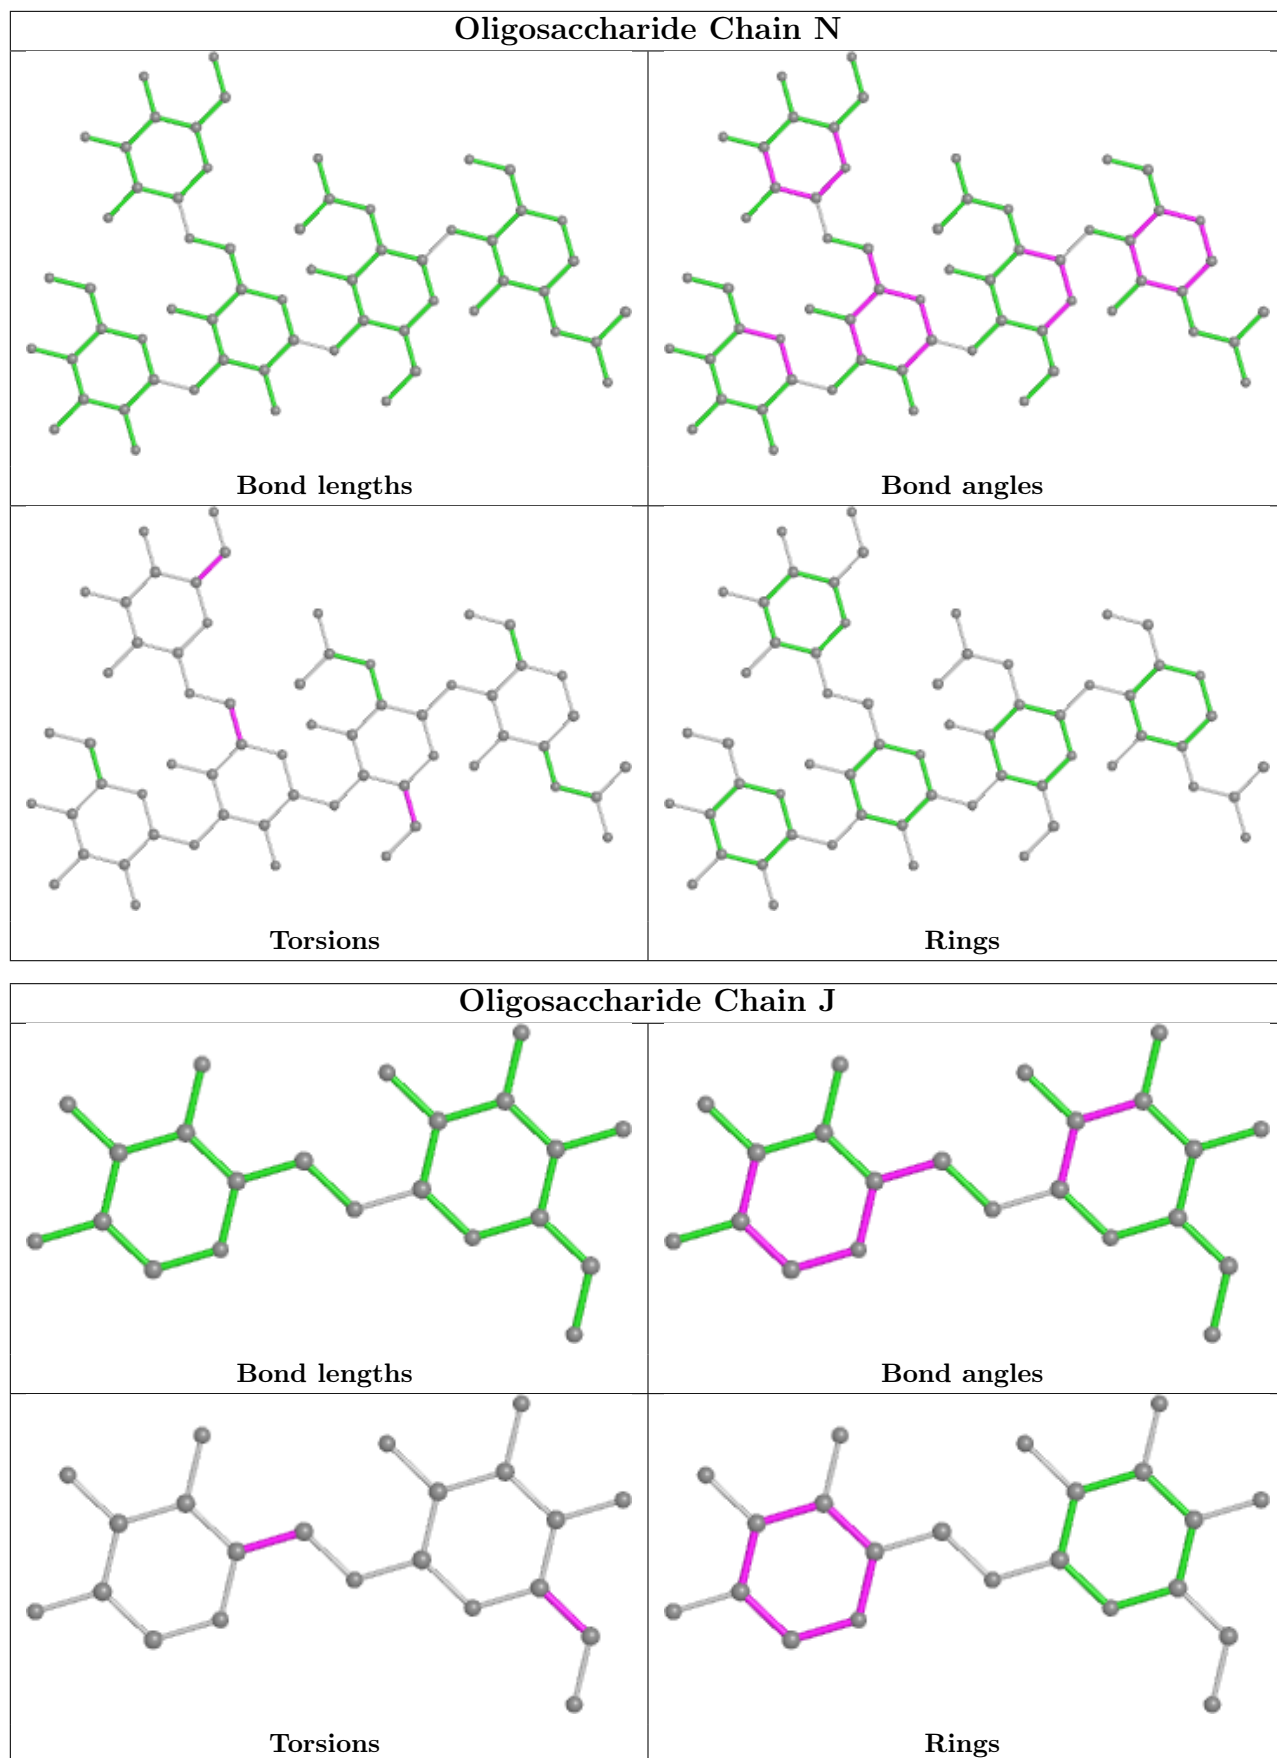 Oligosaccharide Chain N
Bond lengths
Bond angles
Torsions
Rings
Oligosaccharide Chain J
Bond lengths
Bond angles
Torsions
Rings